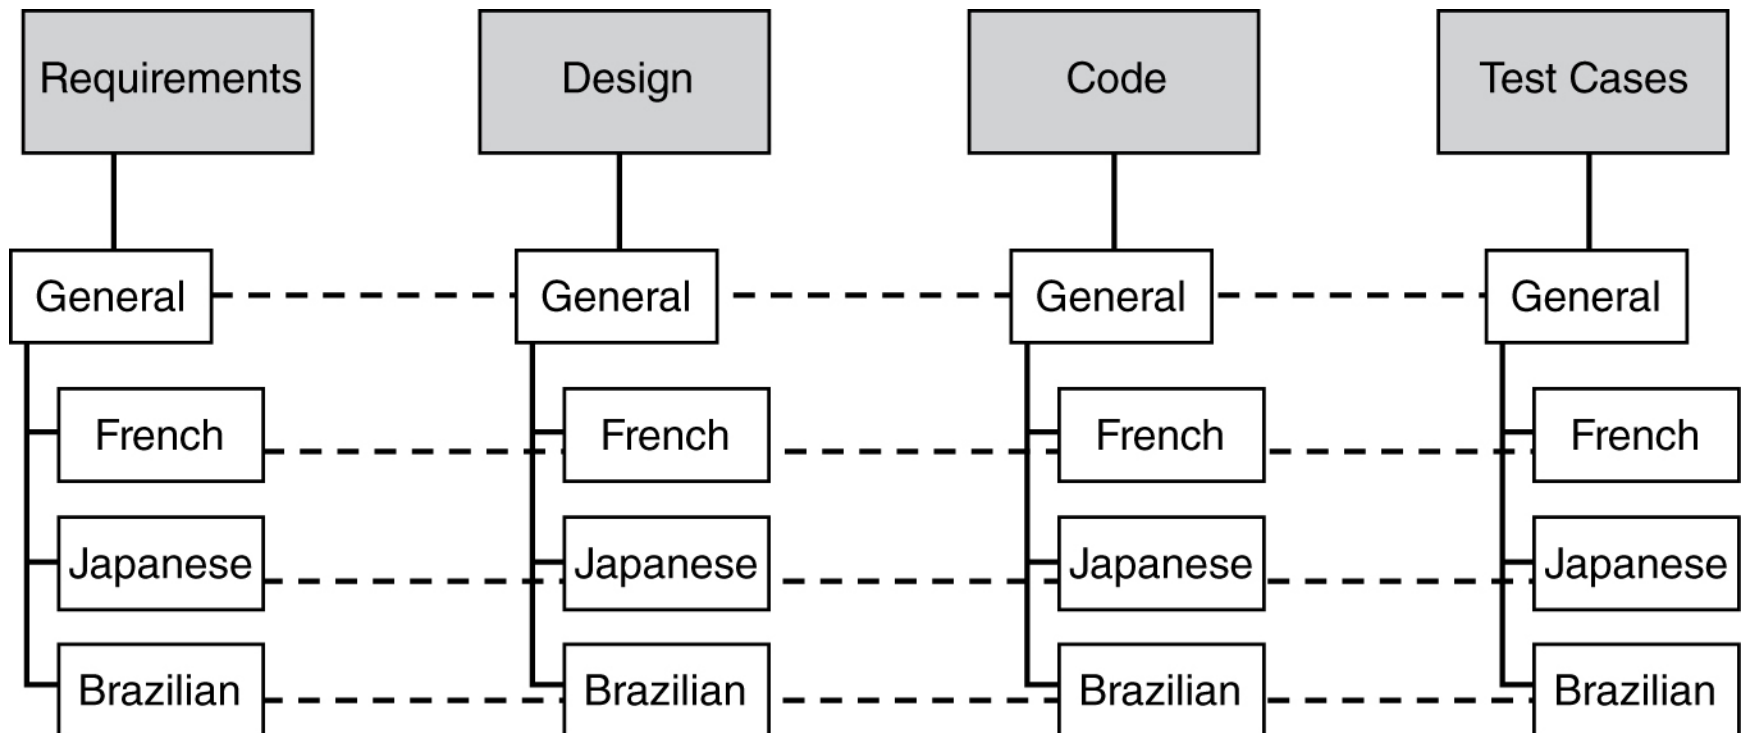 Requirements
Design
Code
Test Cases
General
General
General
General
French
French
French
French
Japanese
Japanese
Japanese
Japanese
Brazilian
Brazilian
Brazilian
Brazilian